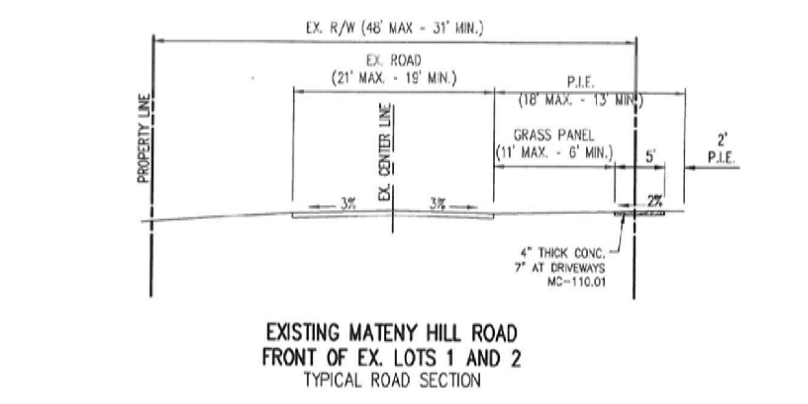 EX. R/W (48' MAX - 31' MIN.)
EX. ROAD
(21' MAX. - 19' MIN.)
P.I.E.
(18' MAX. - 13' MIN.)
PROPERTY LINE
EX. CENTER LINE
GRASS PANEL
(11' MAX. - 6' MIN.)
5'
2'
P.I.E.
3%
3%
2%
4" THICK CONC.
7" AT DRIVEWAYS
MC-110.01
EXISTING MATENY HILL ROAD
FRONT OF EX. LOTS 1 AND 2
TYPICAL ROAD SECTION